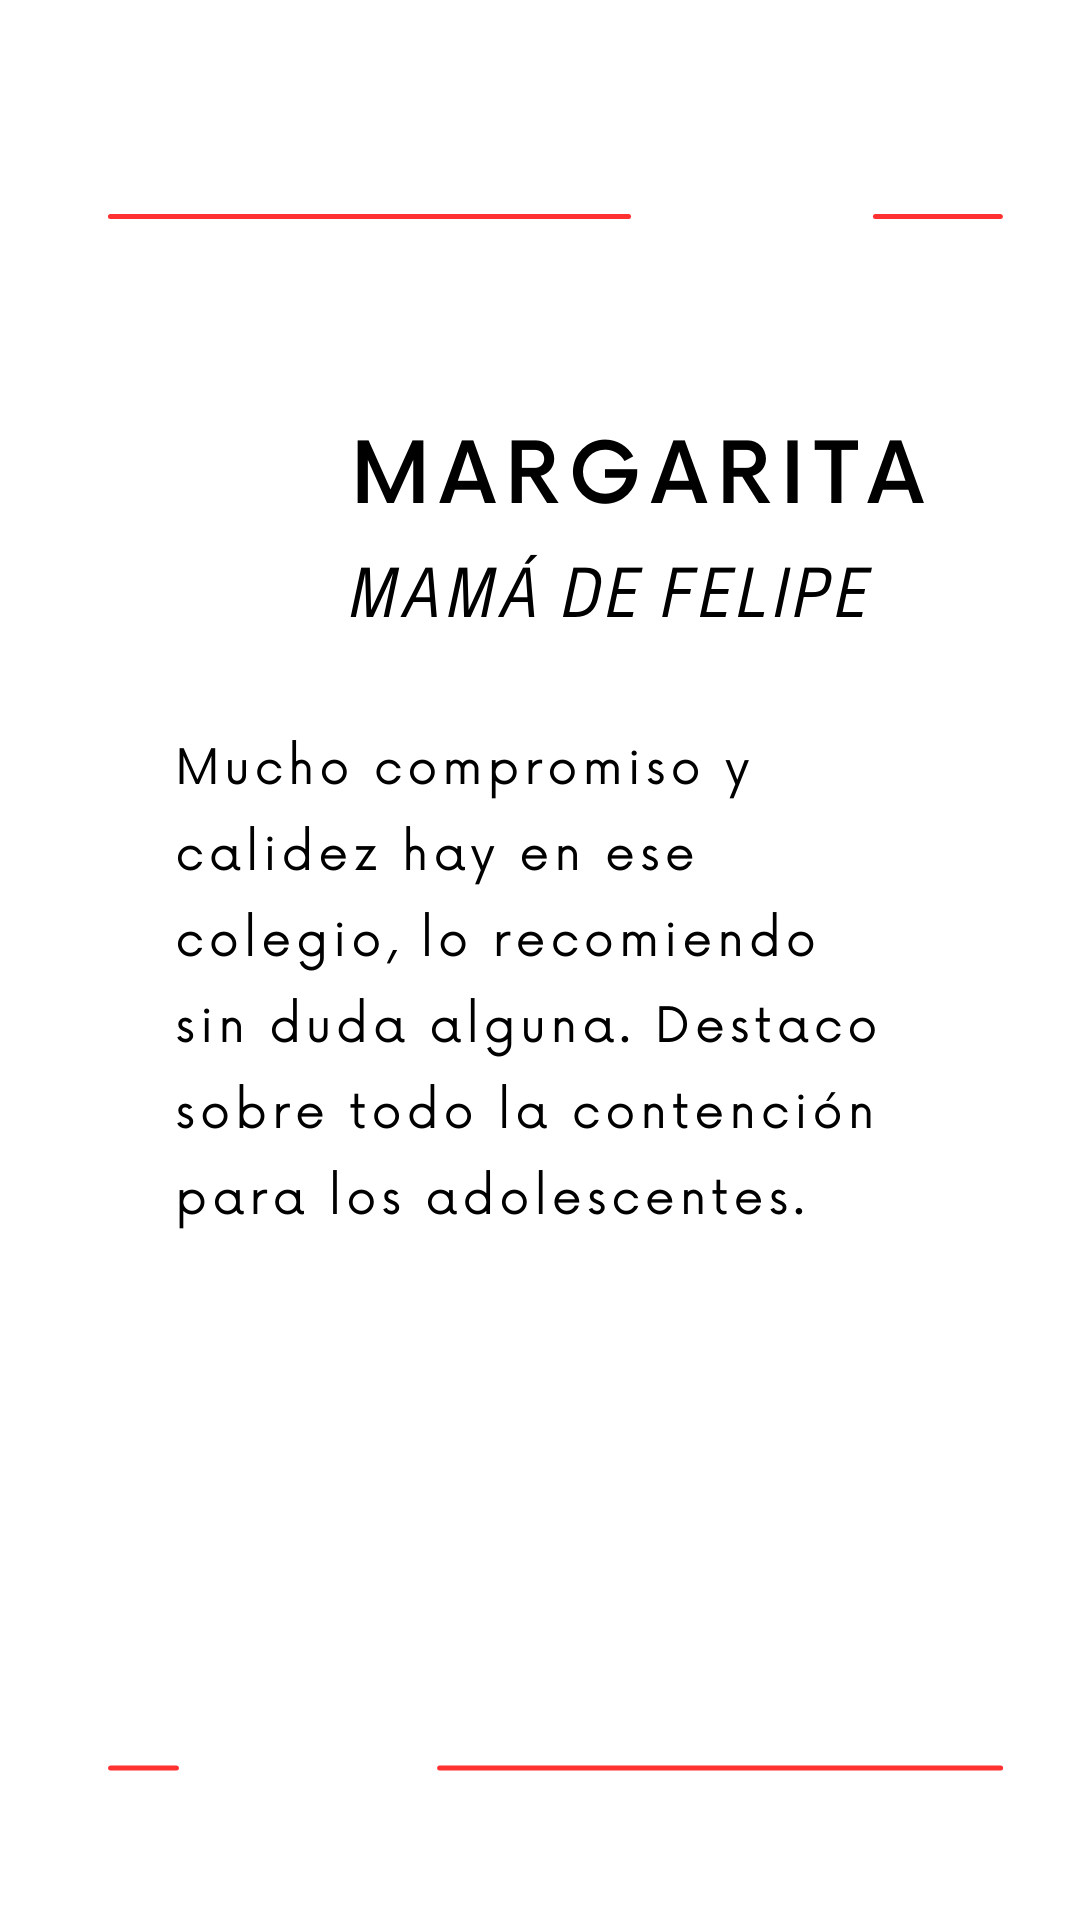 MARGARITA
MAMÁ DE FELIPE
Mucho compromiso y
calidez hay en ese
colegio, lo recomiendo
sin duda alguna. Destaco
sobre todo la contención
para los adolescentes.